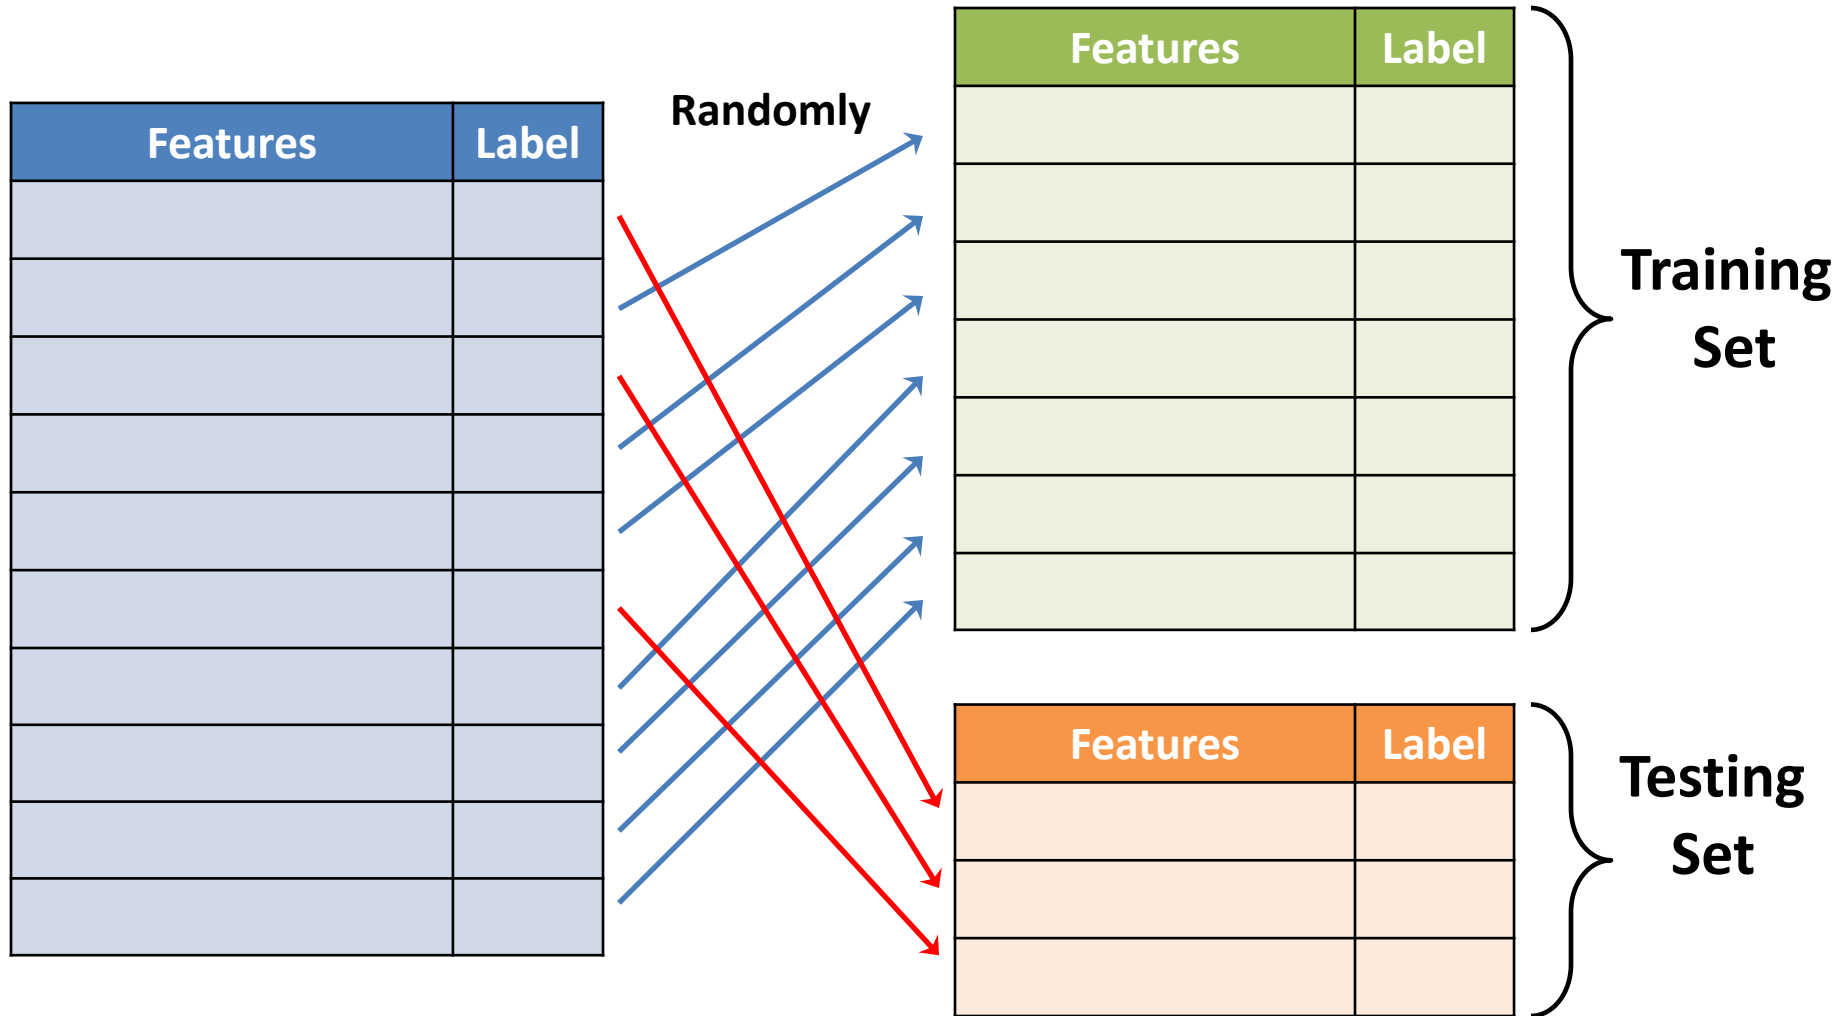 Features Label
Randomly
Features Label
Training
Set
Features Label
Testing
Set